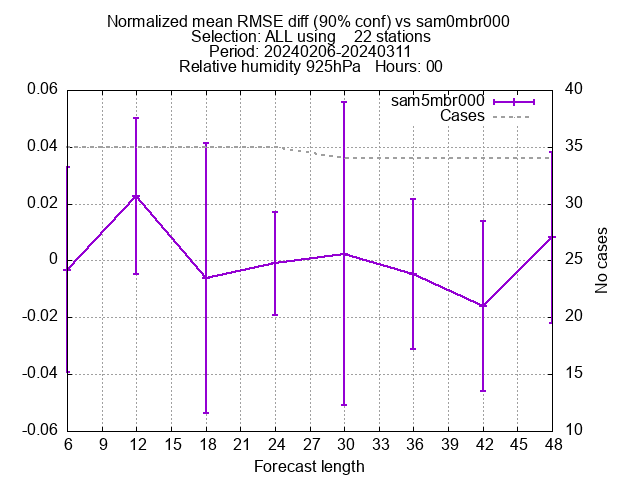 Normalized mean RMSE diff (90% conf) vs sam0mbr000
Selection: ALL using    22 stations
Period: 20240206-20240311
Relative humidity 925hPa   Hours: 00
sam5mbr000
Cases
0.06
0.04
0.02
0
-0.02
-0.04
-0.06
40
35
30
25
20
15
10
No cases
6 9 12 15 18 21 24 27 30 33 36 39 42 45 48
Forecast length